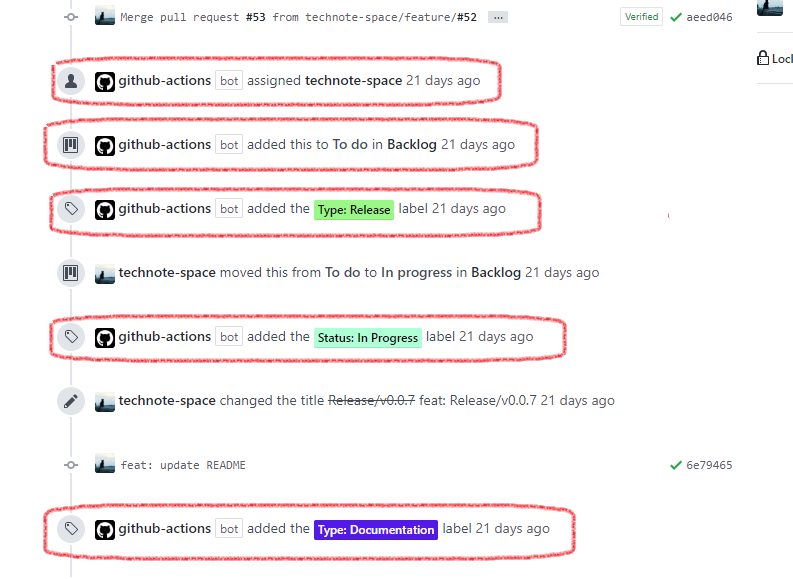 Merge pull request #53 from technote-space/feature/#52 ... Verified aeed046
Lock
github-actions bot assigned technote-space 21 days ago
github-actions bot added this to To do in Backlog 21 days ago
github-actions bot added the Type: Release label 21 days ago
technote-space moved this from To do to In progress in Backlog 21 days ago
github-actions bot added the Status: In Progress label 21 days ago
technote-space changed the title Release/v0.0.7 feat: Release/v0.0.7 21 days ago
feat: update README 6e79465
github-actions bot added the Type: Documentation label 21 days ago